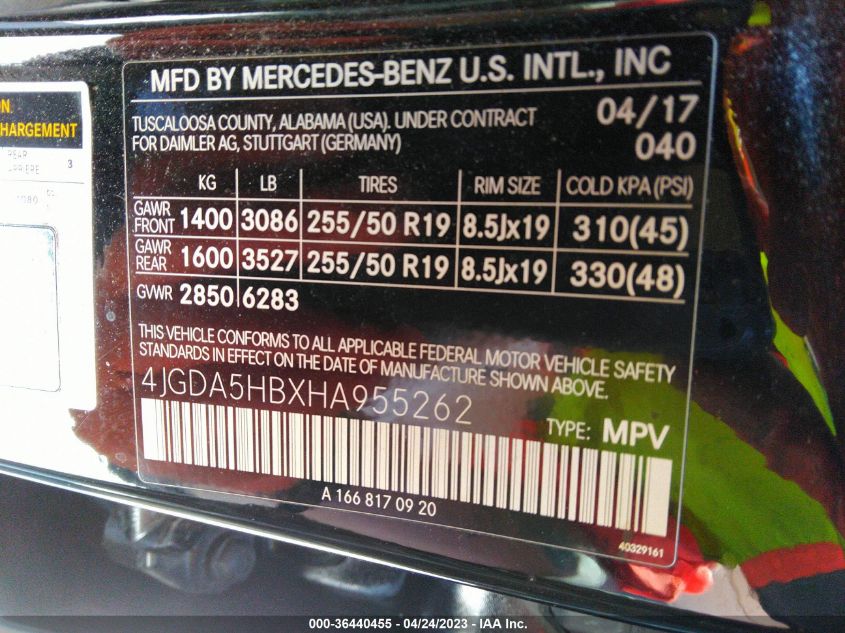 MFD BY MERCEDES-BENZ U.S. INTL., INC
TUSCALOOSA COUNTY, ALABAMA (USA). UNDER CONTRACT
FOR DAIMLER AG, STUTTGART (GERMANY)
04/17
040
KG LB TIRES RIM SIZE COLD KPA (PSI)
GAWR FRONT 1400 3086 255/50 R19 8.5Jx19 310(45)
GAWR REAR 1600 3527 255/50 R19 8.5Jx19 330(48)
GVWR 2850 6283
THIS VEHICLE CONFORMS TO ALL APPLICABLE FEDERAL MOTOR VEHICLE SAFETY
STANDARDS IN EFFECT ON THE DATE OF MANUFACTURE SHOWN ABOVE.
4JGDA5HBXHA955262
TYPE: MPV
A 166 817 09 20
40329161
HARGEMENT
REAR 3
ARRIERE
000-36440455 - 04/24/2023 - IAA Inc.